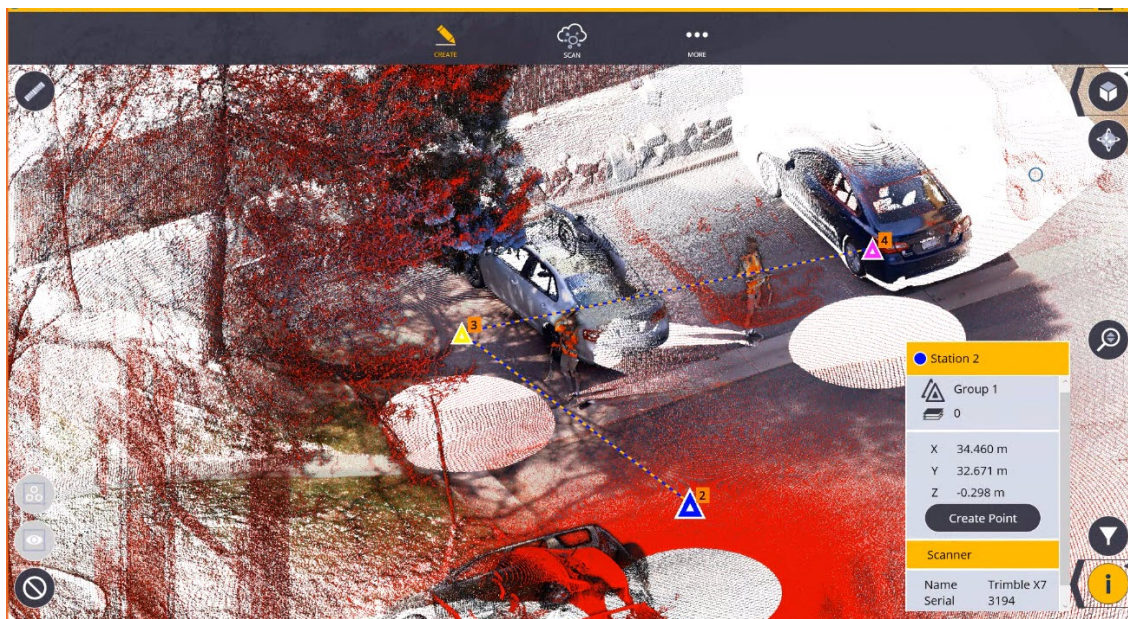 CREATE
SCAN
MORE
4
3
2
Station 2
Group 1
0
X 34.460 m
Y 32.671 m
Z -0.298 m
Create Point
Scanner
Name Trimble X7
Serial 3194
i